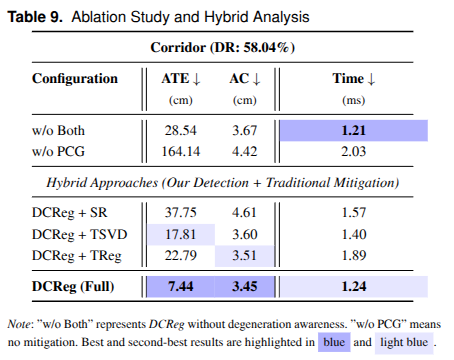 Table 9. Ablation Study and Hybrid Analysis
Corridor (DR: 58.04%)
Configuration ATE ↓ AC ↓ Time ↓
(cm) (cm) (ms)
w/o Both 28.54 3.67 1.21
w/o PCG 164.14 4.42 2.03
Hybrid Approaches (Our Detection + Traditional Mitigation)
DCReg + SR 37.75 4.61 1.57
DCReg + TSVD 17.81 3.60 1.40
DCReg + TReg 22.79 3.51 1.89
DCReg (Full) 7.44 3.45 1.24
Note: ”w/o Both” represents DCReg without degeneration awareness. ”w/o PCG” means
no mitigation. Best and second-best results are highlighted in blue and light blue .